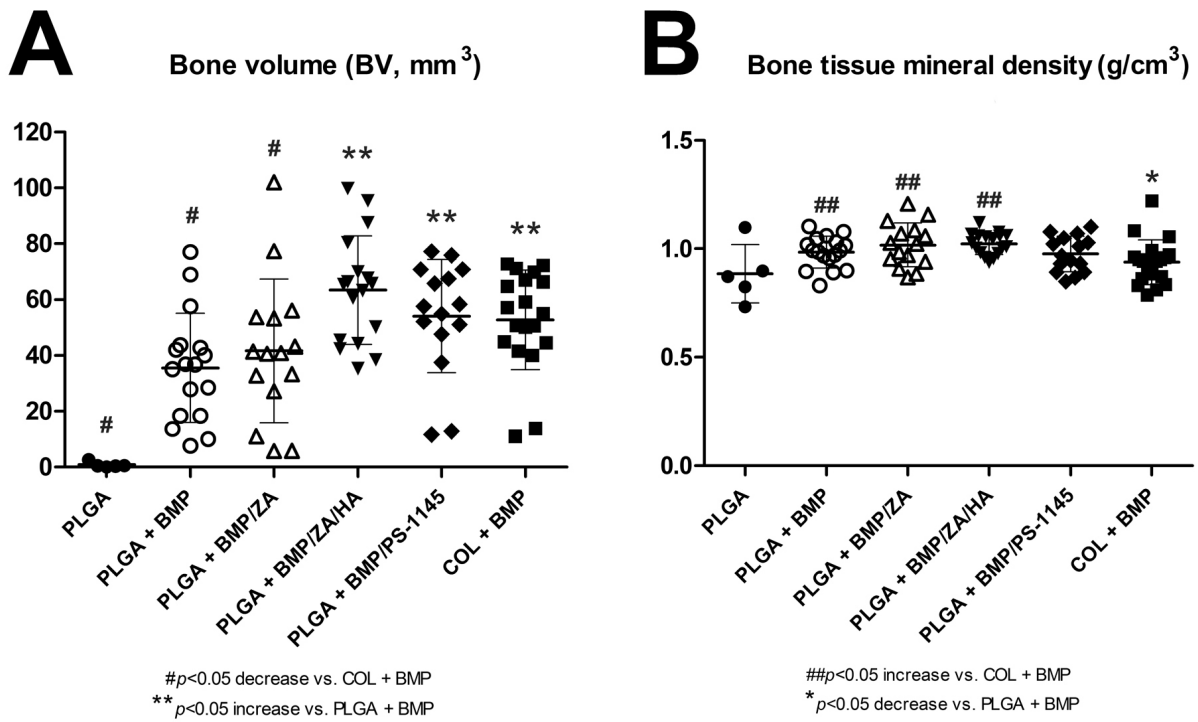 A
Bone volume (BV, mm³)
120
100
80
60
40
20
0
#
#
#
**
**
**
PLGA
PLGA + BMP
PLGA + BMP/ZA
PLGA + BMP/ZA/HA
PLGA + BMP/PS-1145
COL + BMP
#p<0.05 decrease vs. COL + BMP
**p<0.05 increase vs. PLGA + BMP
B
Bone tissue mineral density (g/cm³)
1.5
1.0
0.5
0.0
##
##
##
*
PLGA
PLGA + BMP
PLGA + BMP/ZA
PLGA + BMP/ZA/HA
PLGA + BMP/PS-1145
COL + BMP
##p<0.05 increase vs. COL + BMP
*p<0.05 decrease vs. PLGA + BMP